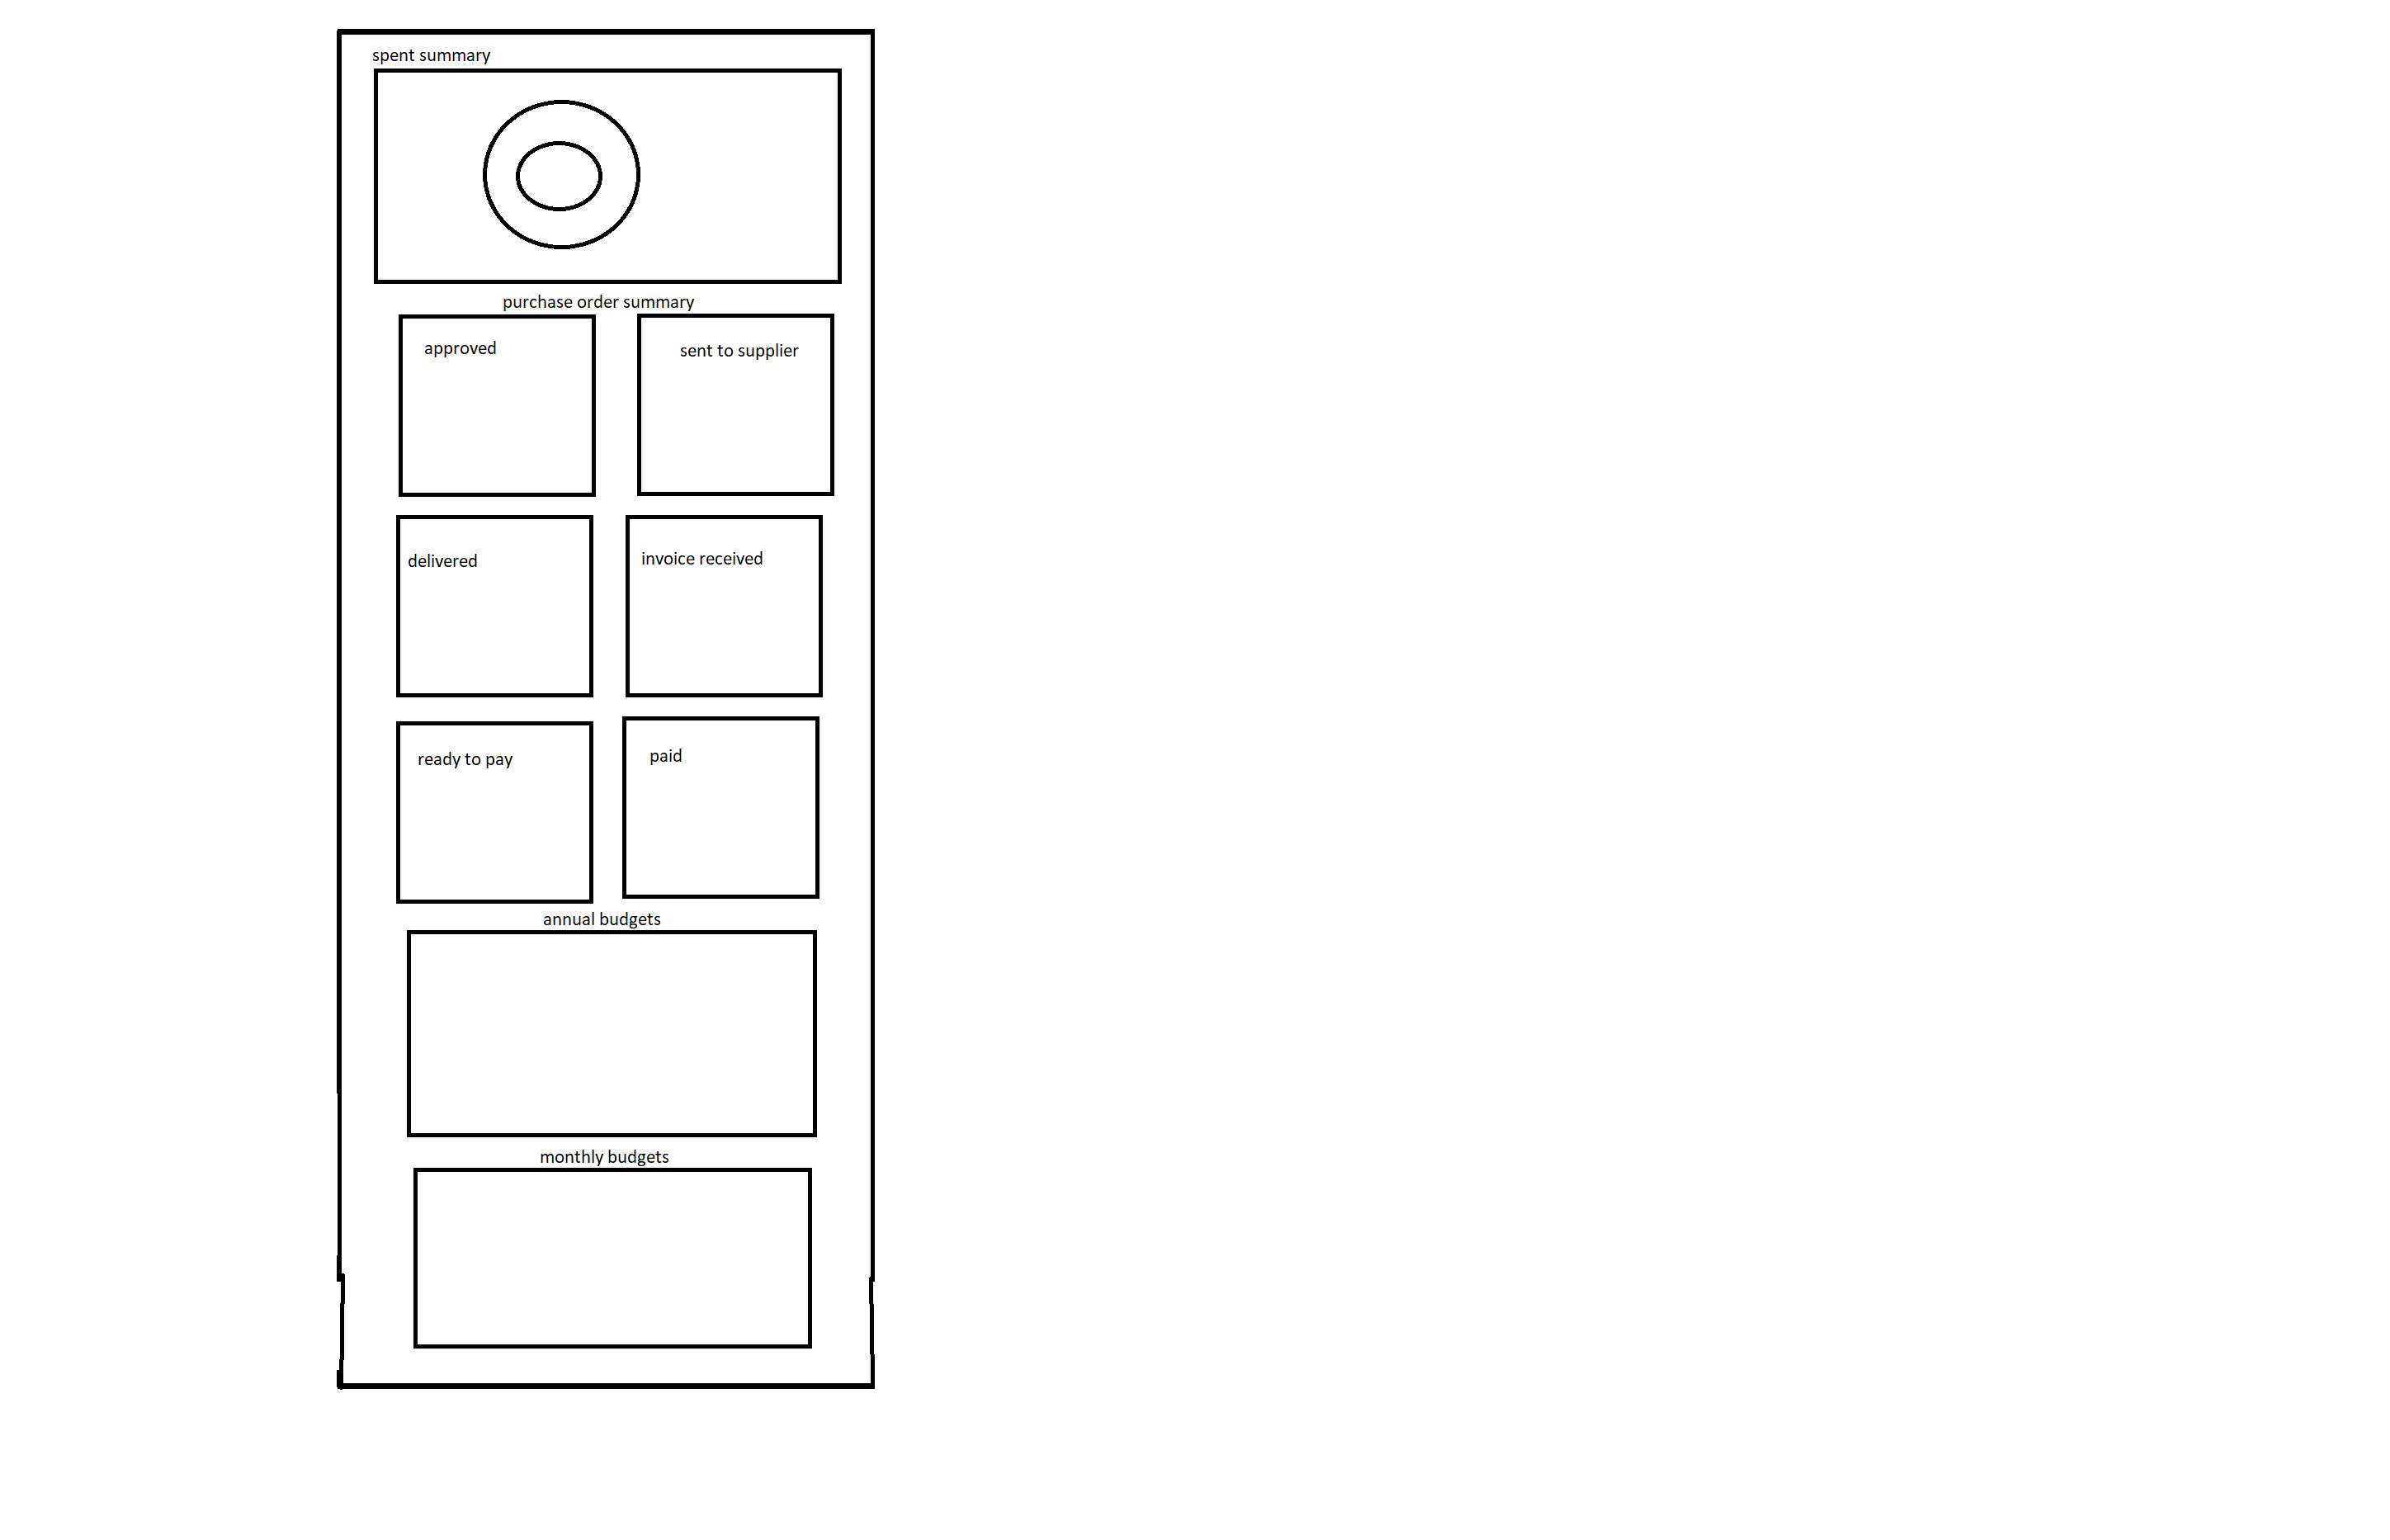 spent summary
purchase order summary
approved
sent to supplier
delivered
invoice received
ready to pay
paid
annual budgets
monthly budgets